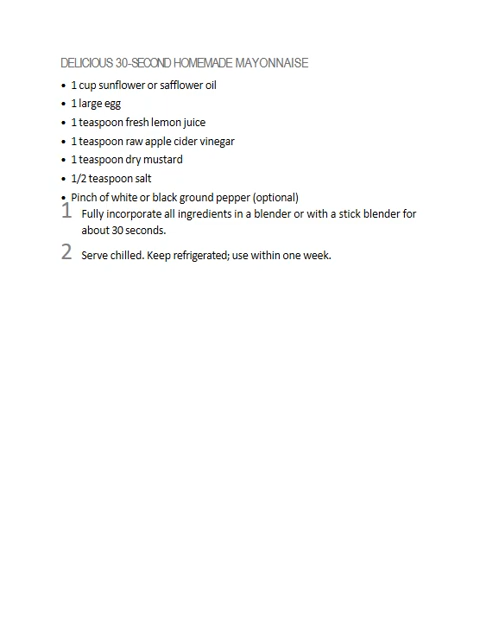 DELICIOUS 30-SECOND HOMEMADE MAYONNAISE
• 1 cup sunflower or safflower oil
• 1 large egg
• 1 teaspoon fresh lemon juice
• 1 teaspoon raw apple cider vinegar
• 1 teaspoon dry mustard
• 1/2 teaspoon salt
• Pinch of white or black ground pepper (optional)
1 Fully incorporate all ingredients in a blender or with a stick blender for
about 30 seconds.
2 Serve chilled. Keep refrigerated; use within one week.